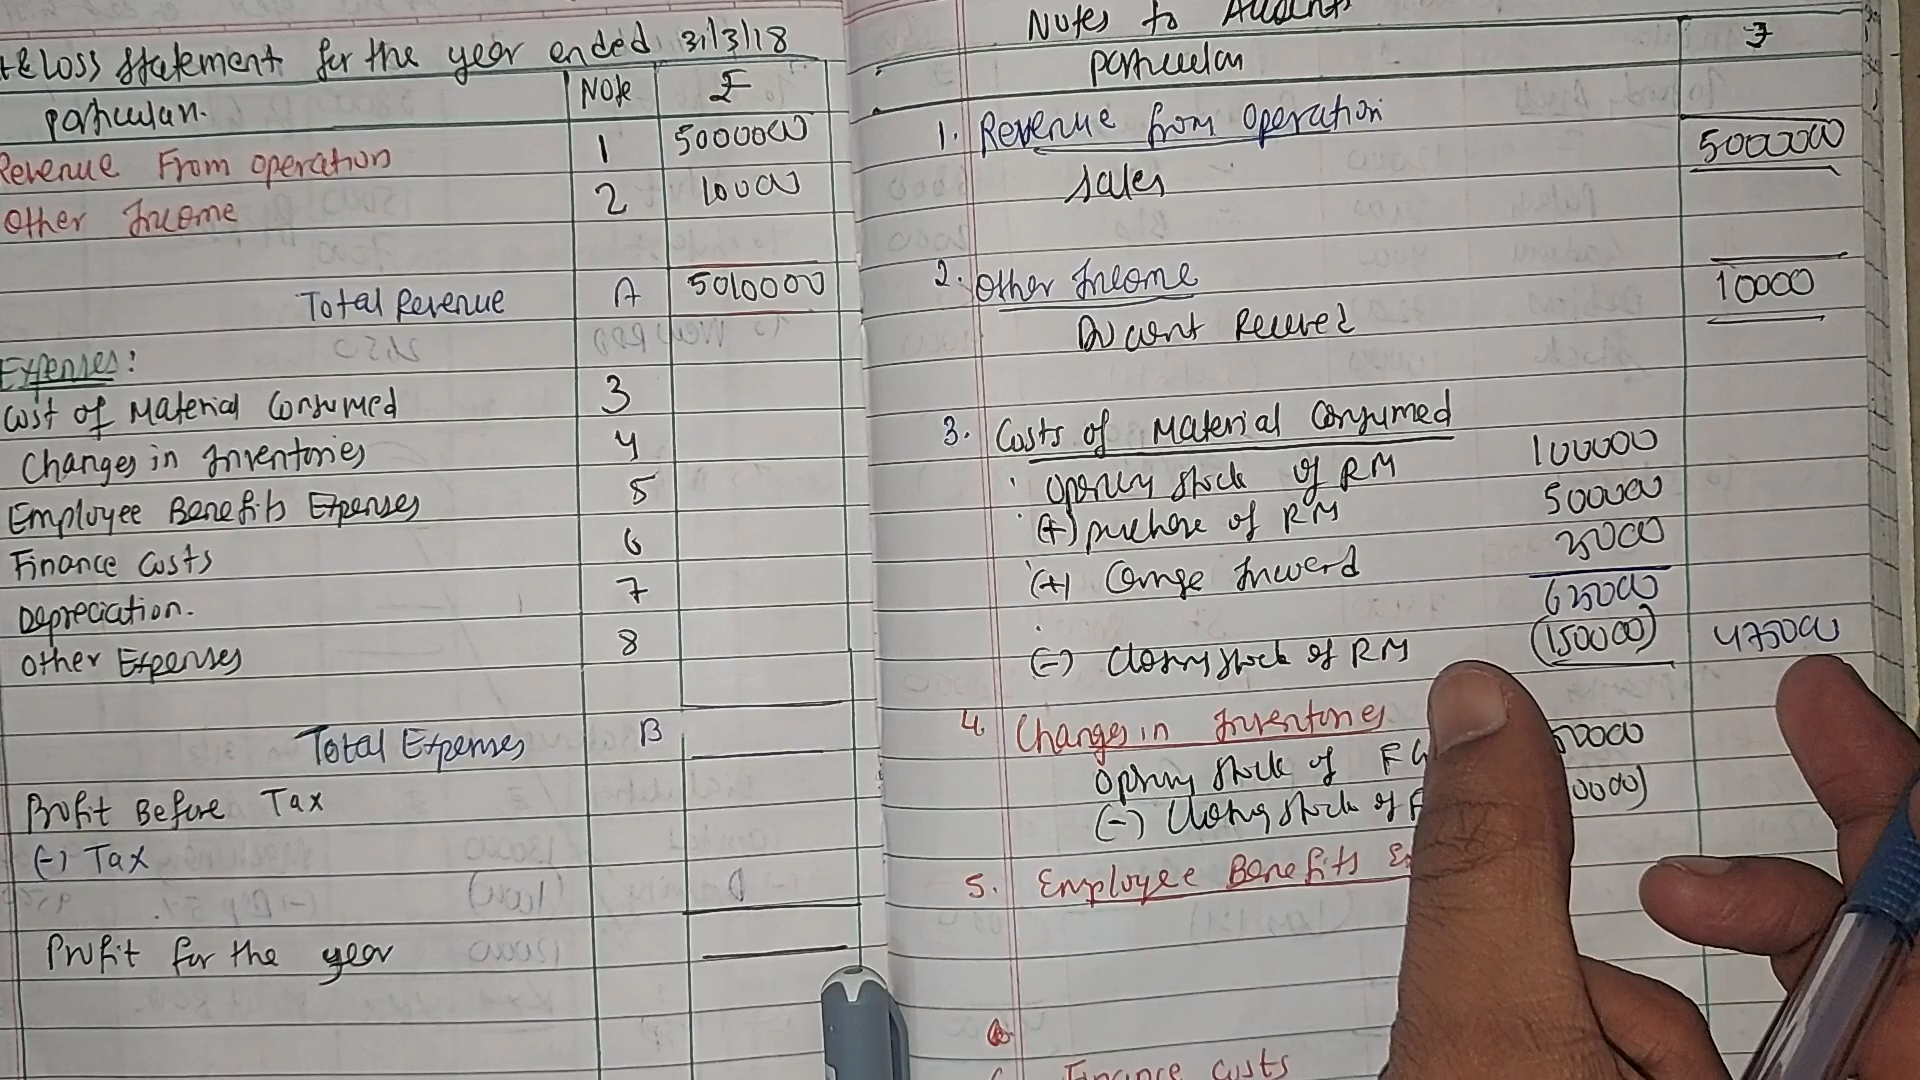 & Loss Statement for the year ended 31/3/18
Particulars.
Note
₹
Revenue From operation
1
5000000
Other Income
2
10000
Total Revenue
A
5010000
Expenses:
Cost of Material Consumed
3
Changes in Inventories
4
Employee Benefits Expenses
5
Finance Costs
6
Depreciation.
7
Other Expenses
8
Total Expenses
B
Profit Before Tax
(-) Tax
Profit for the year
Notes to Accounts
Particulars
₹
1. Revenue from operation
Sales
5000000
2. Other Income
Received
10000
3. Costs of Material Consumed
Opening stock of RM
100000
(+) purchase of RM
500000
(+) Carriage Inward
25000
625000
(-) Closing stock of RM
(150000)
475000
4. Changes in Inventories
Opening stock of
(-) Closing stock of
5. Employee Benefits
Finance Costs